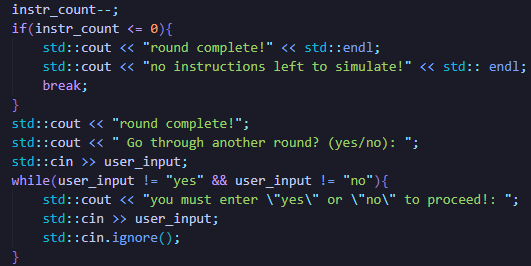 instr_count--;
if(instr_count <= 0){
    std::cout << "round complete!" << std::endl;
    std::cout << "no instructions left to simulate!" << std:: endl;
    break;
}
std::cout << "round complete!";
std::cout << " Go through another round? (yes/no): ";
std::cin >> user_input;
while(user_input != "yes" && user_input != "no"){
    std::cout << "you must enter \"yes\" or \"no\" to proceed!: ";
    std::cin >> user_input;
    std::cin.ignore();
}